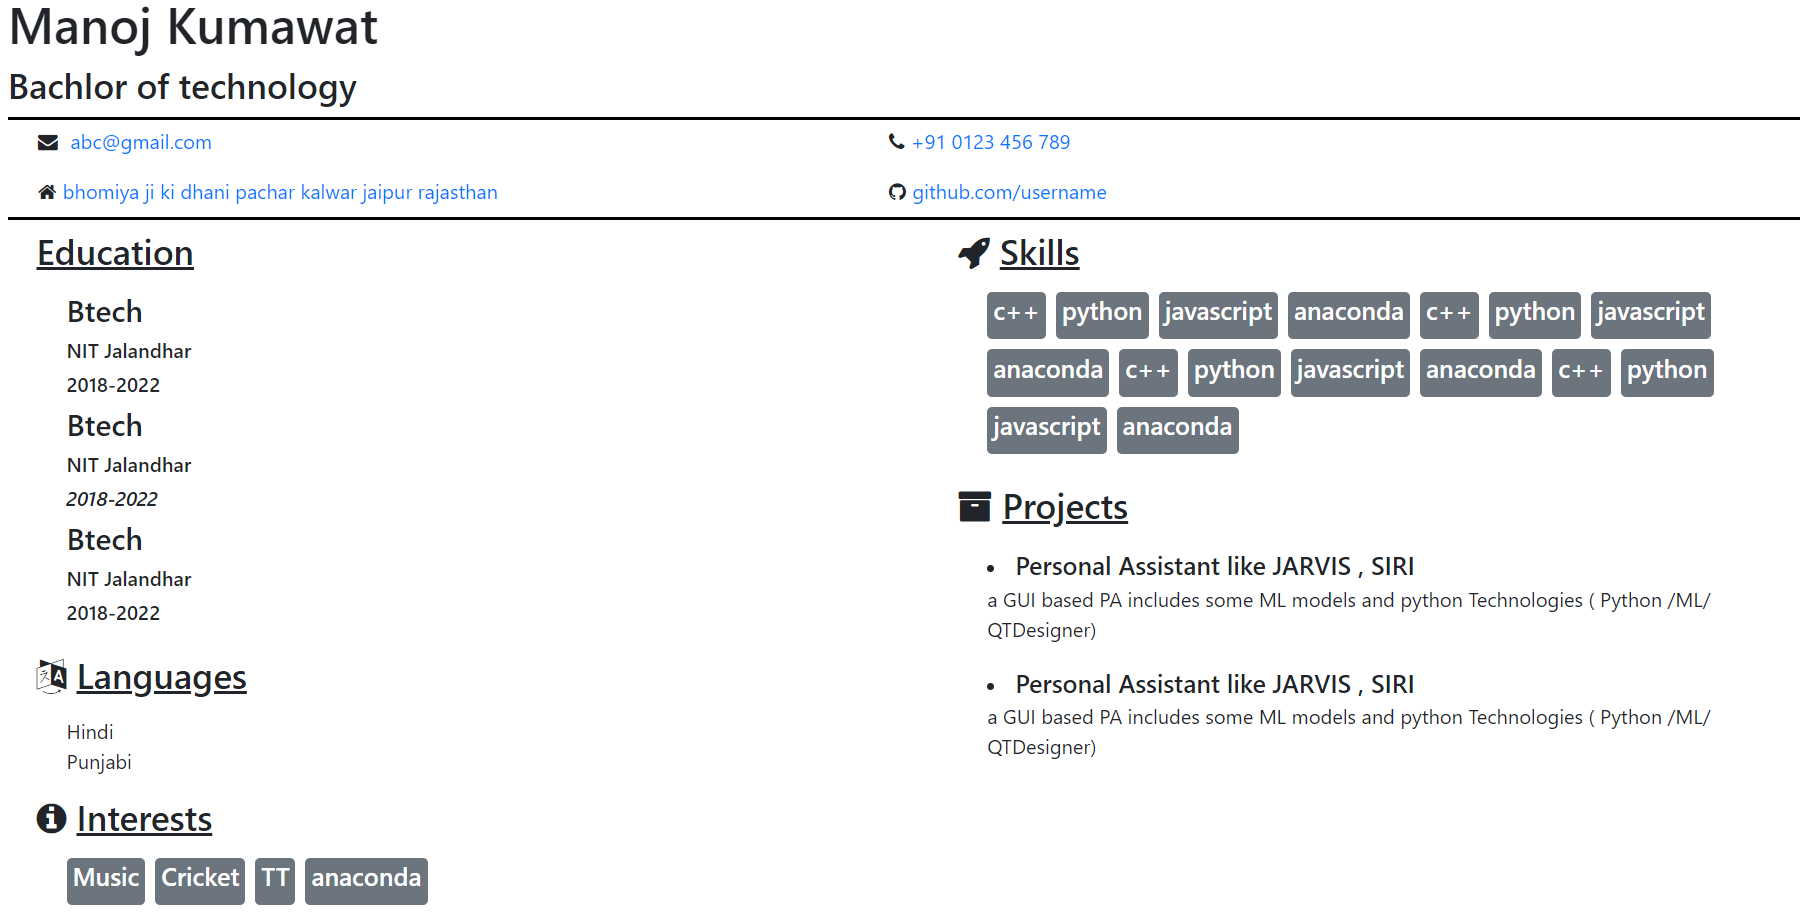 Manoj Kumawat
Bachlor of technology
abc@gmail.com
+91 0123 456 789
bhomiya ji ki dhani pachar kalwar jaipur rajasthan
github.com/username
Education
Btech
NIT Jalandhar
2018-2022
Btech
NIT Jalandhar
2018-2022
Btech
NIT Jalandhar
2018-2022
Languages
Hindi
Punjabi
Interests
Music Cricket TT anaconda
Skills
c++ python javascript anaconda c++ python javascript
anaconda c++ python javascript anaconda c++ python
javascript anaconda
Projects
• Personal Assistant like JARVIS , SIRI
a GUI based PA includes some ML models and python Technologies ( Python /ML/
QTDesigner)
• Personal Assistant like JARVIS , SIRI
a GUI based PA includes some ML models and python Technologies ( Python /ML/
QTDesigner)